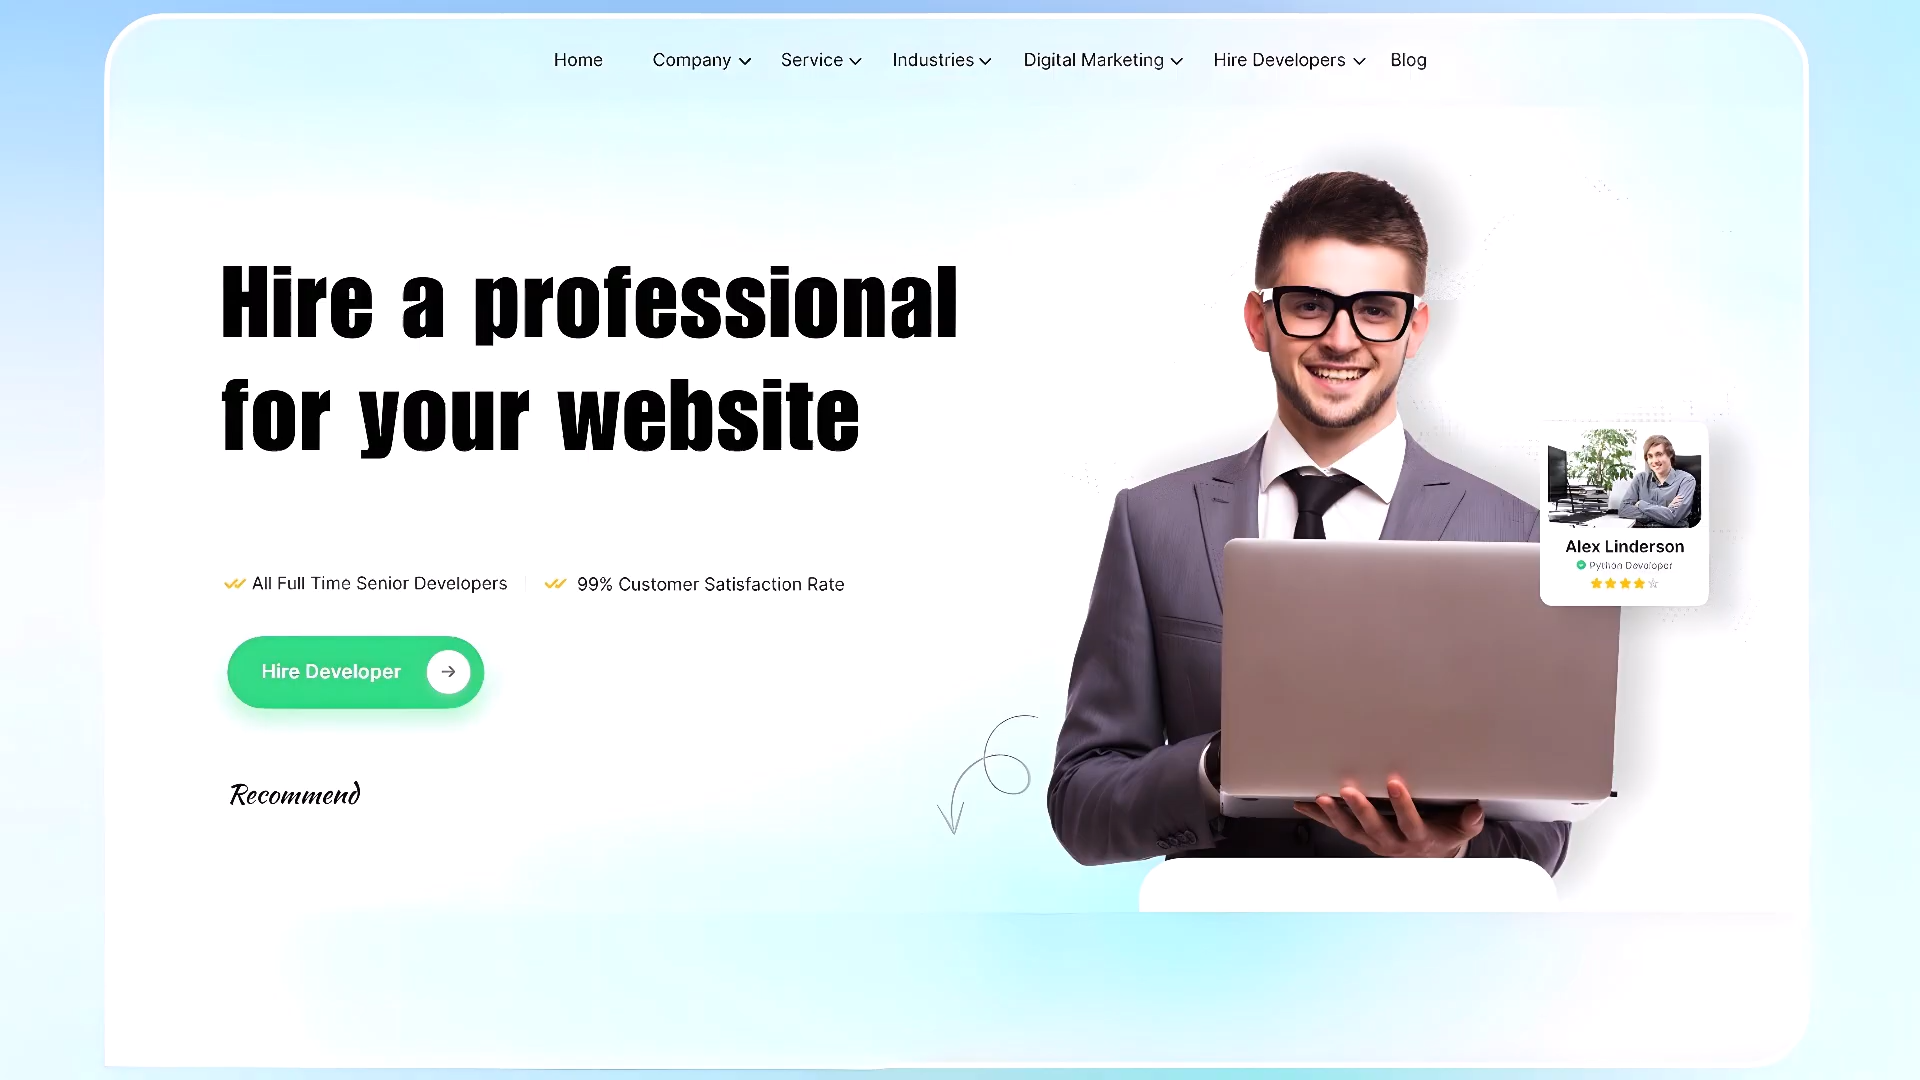 Home Company Service Industries Digital Marketing Hire Developers Blog
Hire a professional
for your website
All Full Time Senior Developers 99% Customer Satisfaction Rate
Hire Developer
Recommend
Alex Linderson
Python Developer